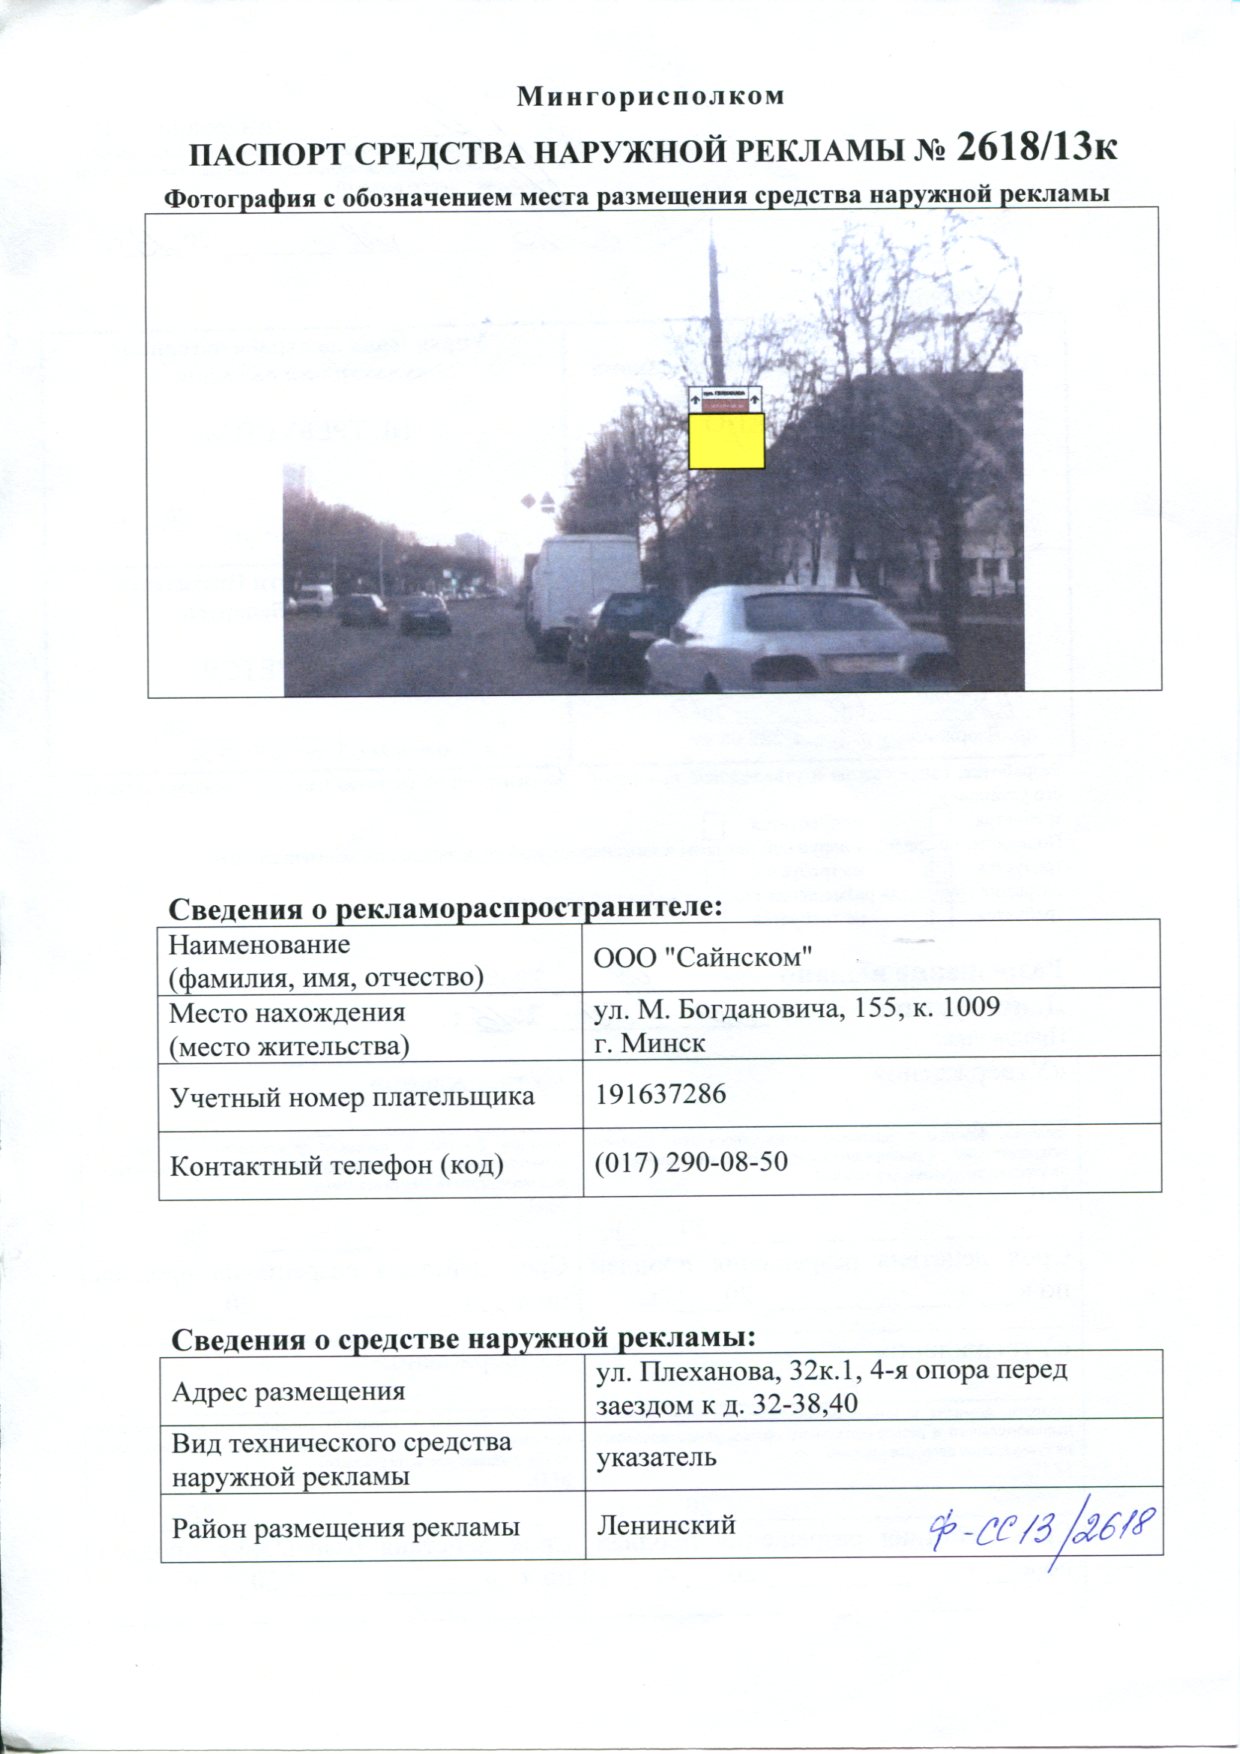 Мингорисполком
ПАСПОРТ СРЕДСТВА НАРУЖНОЙ РЕКЛАМЫ № 2618/13к
Фотография с обозначением места размещения средства наружной рекламы
Сведения о рекламораспространителе:
Наименование
(фамилия, имя, отчество)
ООО "Сайнском"
Место нахождения
(место жительства)
ул. М. Богдановича, 155, к. 1009
г. Минск
Учетный номер плательщика
191637286
Контактный телефон (код)
(017) 290-08-50
Сведения о средстве наружной рекламы:
Адрес размещения
ул. Плеханова, 32к.1, 4-я опора перед
заездом к д. 32-38,40
Вид технического средства
наружной рекламы
указатель
Район размещения рекламы
Ленинский
Ф-СС13/2618